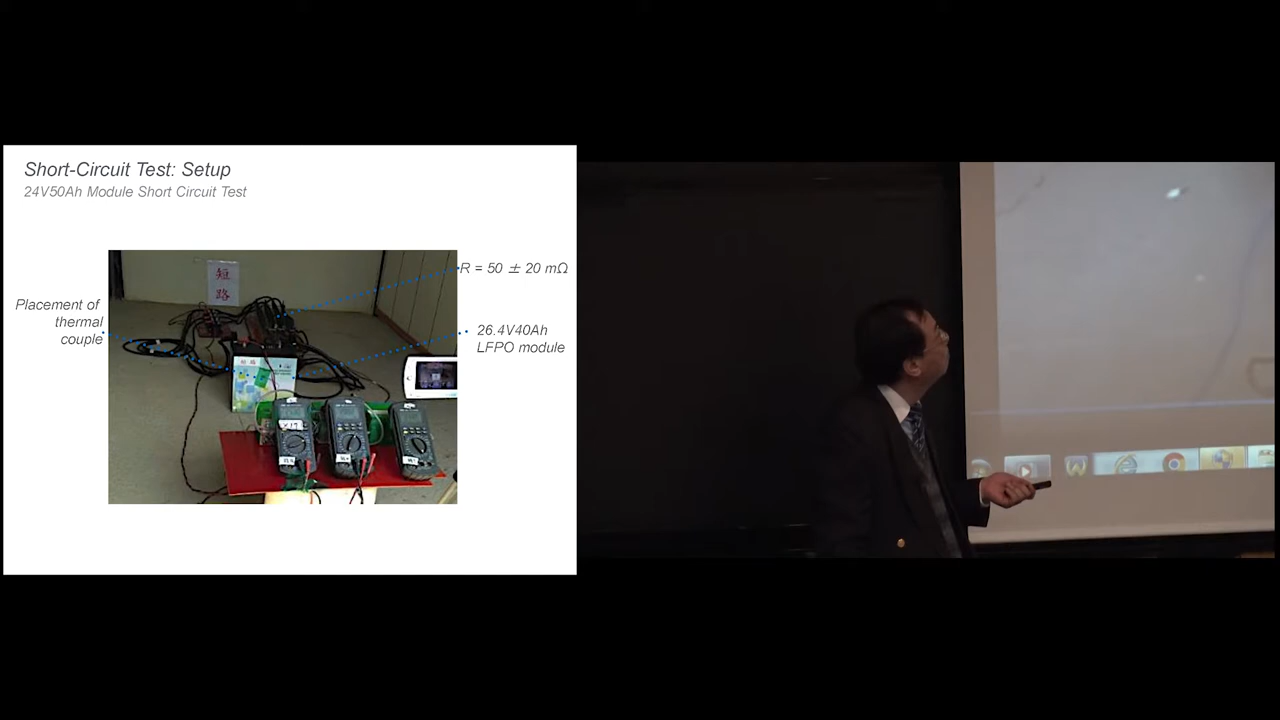 Short-Circuit Test: Setup
24V50Ah Module Short Circuit Test
短
路
R = 50 ± 20 mΩ
Placement of
thermal
couple
26.4V40Ah
LFPO module